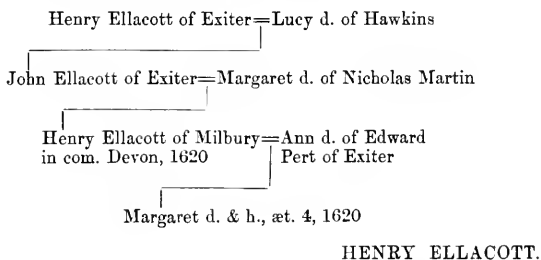 Henry Ellacott of Exiter=Lucy d. of Hawkins
John Ellacott of Exiter=Margaret d. of Nicholas Martin
Henry Ellacott of Milbury=Ann d. of Edward
in com. Devon, 1620 Pert of Exiter
Margaret d. & h., æt. 4, 1620
HENRY ELLACOTT.